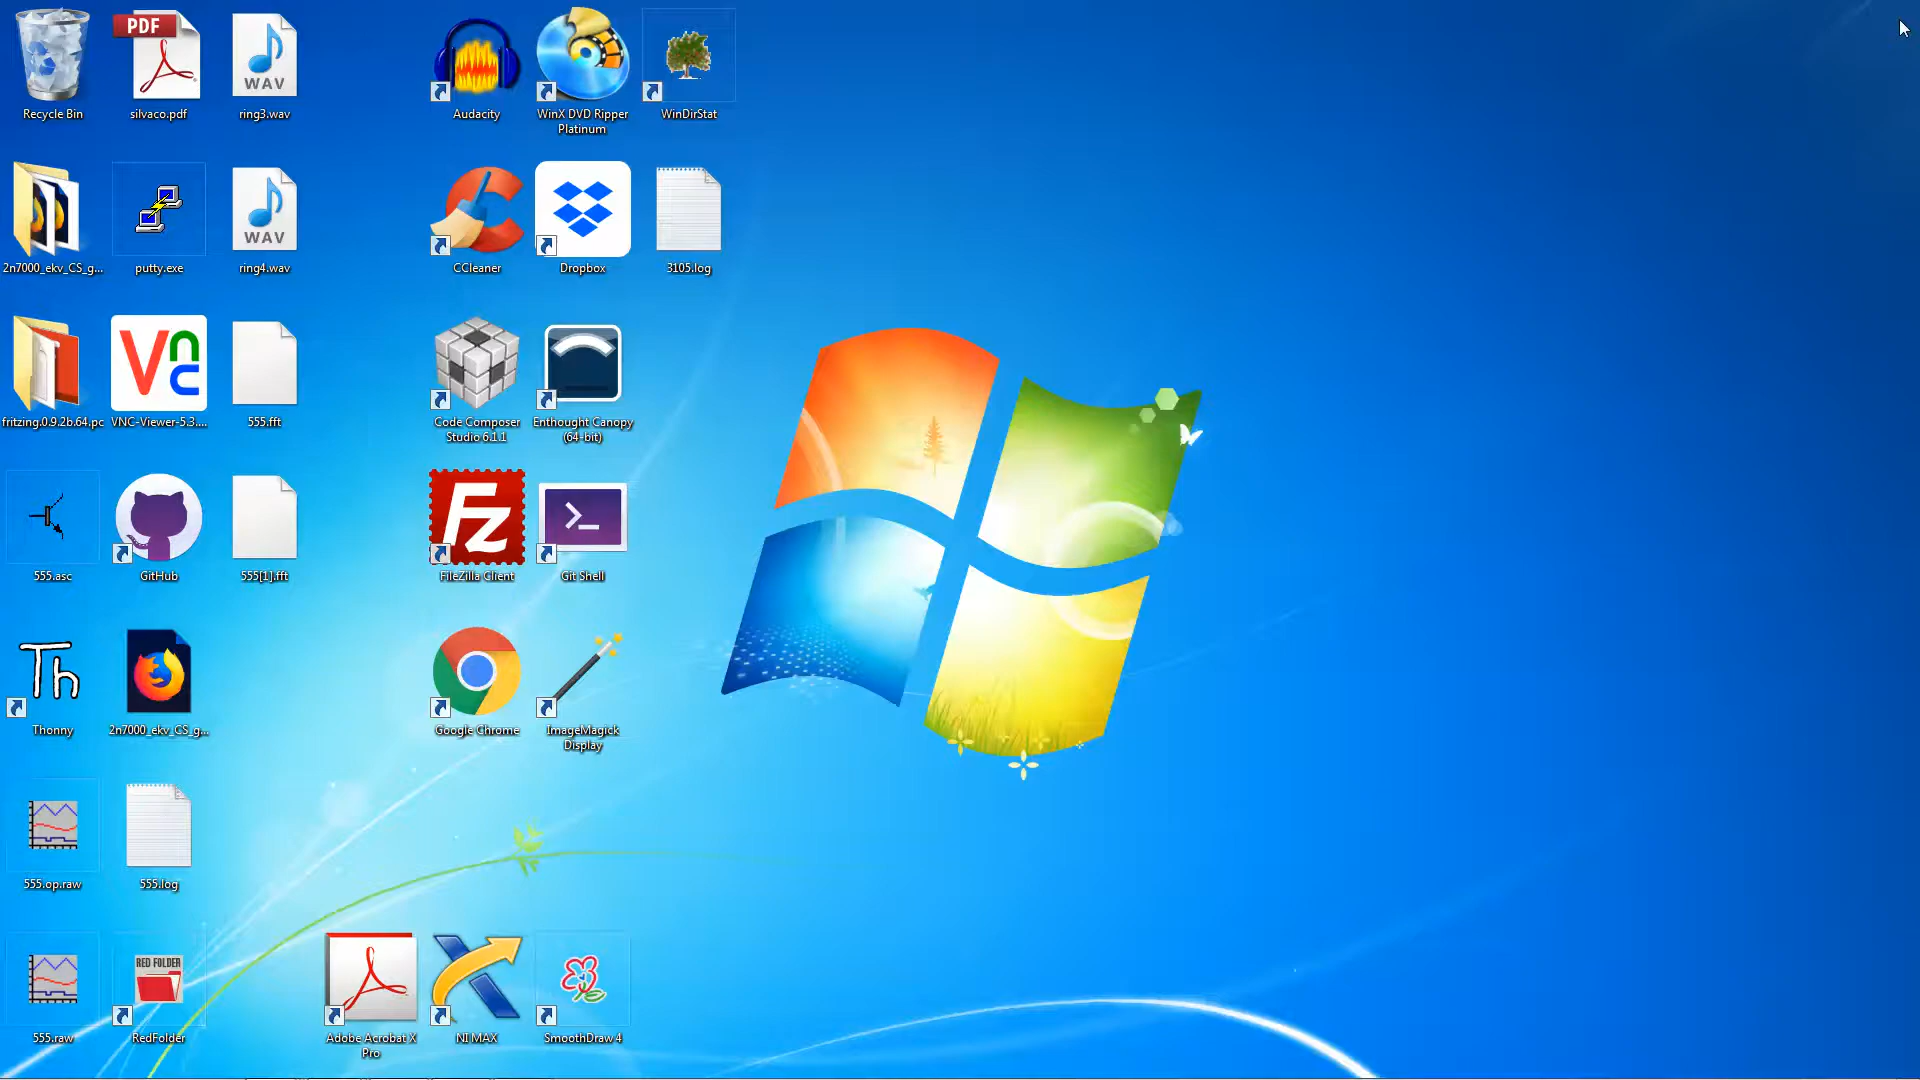 Recycle Bin
PDF
silvaco.pdf
WAV
ring3.wav
Audacity
WinX DVD Ripper
Platinum
WinDirStat
2n7000_ekv_CS_g...
putty.exe
WAV
ring4.wav
CCleaner
Dropbox
3105.log
fritzing.0.9.2b.64.pc
Vnc
VNC-Viewer-5.3....
555.fft
Code Composer
Studio 6.1.1
Enthought Canopy
(64-bit)
555.asc
GitHub
555[1].fft
Fz
FileZilla Client
>_
Git Shell
Th
Thonny
2n7000_ekv_CS_g...
Google Chrome
ImageMagick
Display
555.op.raw
555.log
555.raw
RED FOLDER
RedFolder
Adobe Acrobat X
Pro
NI MAX
SmoothDraw 4